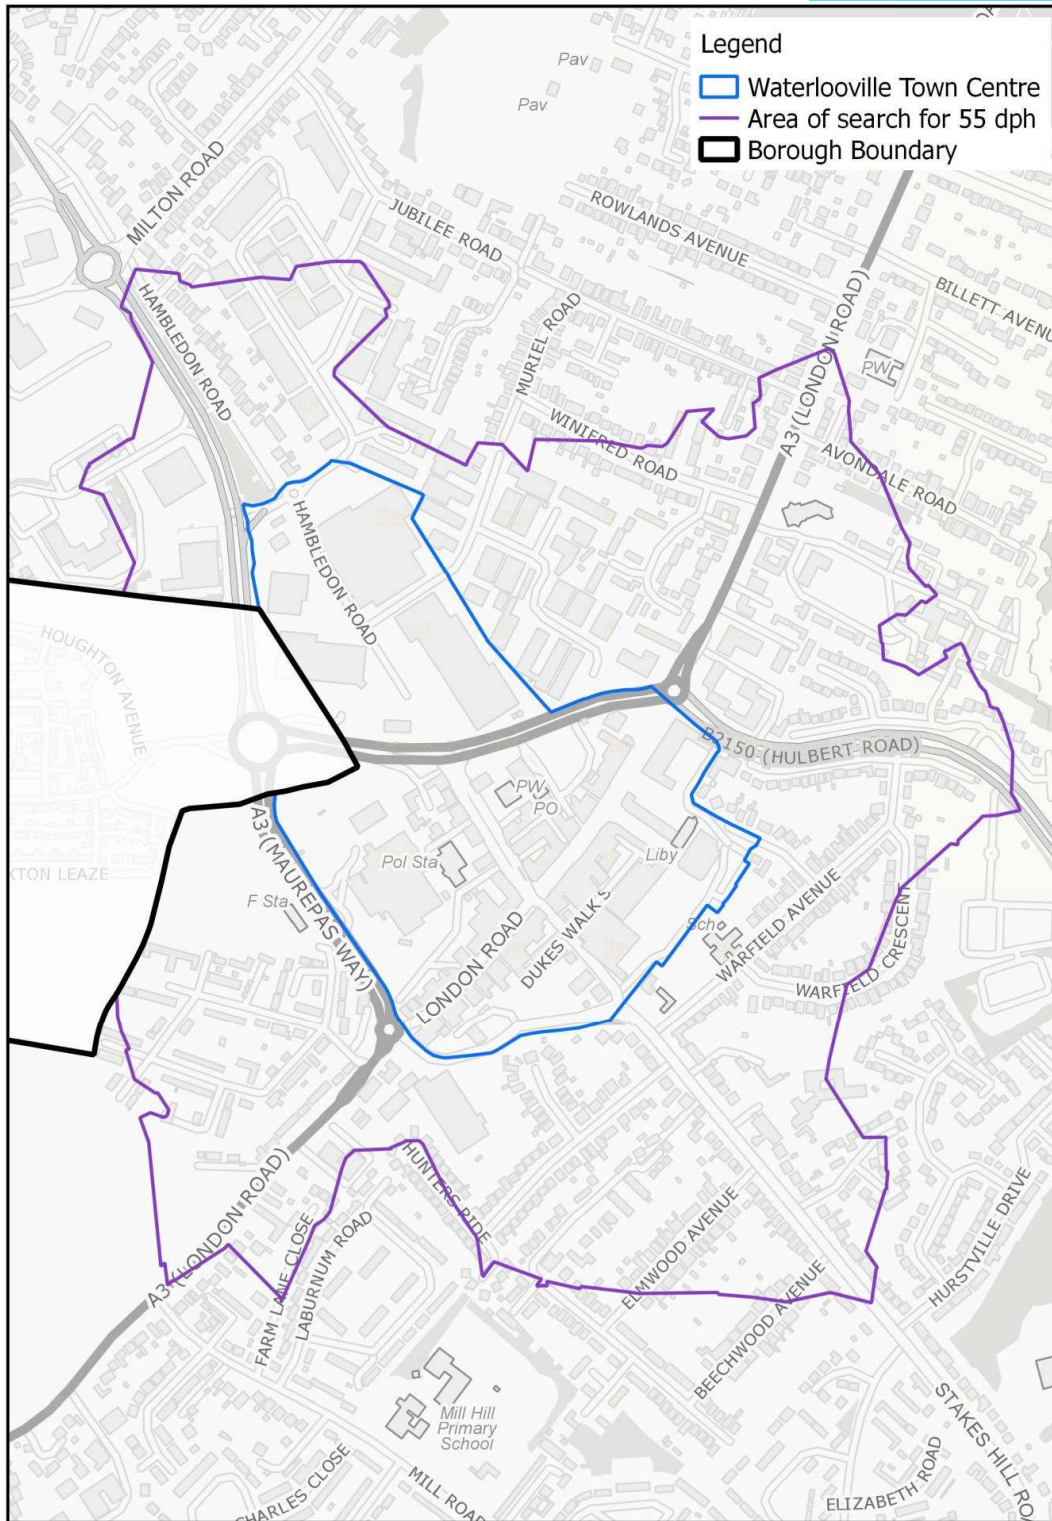 Legend
Waterlooville Town Centre
Area of search for 55 dph
Borough Boundary
Pav
Pav
MILTON ROAD
JUBILEE ROAD
ROWLANDS AVENUE
BILLETT AVENU
HAMBLEDON ROAD
MURIEL ROAD
A3 (LONDON ROAD)
PW
WINIFRED ROAD
AVONDALE ROAD
HAMBLEDON ROAD
HOUGHTON AVENUE
B2150 (HULBERT ROAD)
PW
PO
A3 (MAUREPAS WAY)
Pol Sta
Liby
XTON LEAZE
F Sta
LONDON ROAD
DUKES WALK S
Sch
WARFIELD AVENUE
WARFIELD CRESCENT
A3 (LONDON ROAD)
HUNTERS RIDE
FARM LANE CLOSE
LABURNUM ROAD
ELMWOOD AVENUE
BEECHWOOD AVENUE
HURSTVILLE DRIVE
Mill Hill
Primary
School
STAKES HILL ROA
CHARLES CLOSE
MILL ROAD
ELIZABETH ROAD